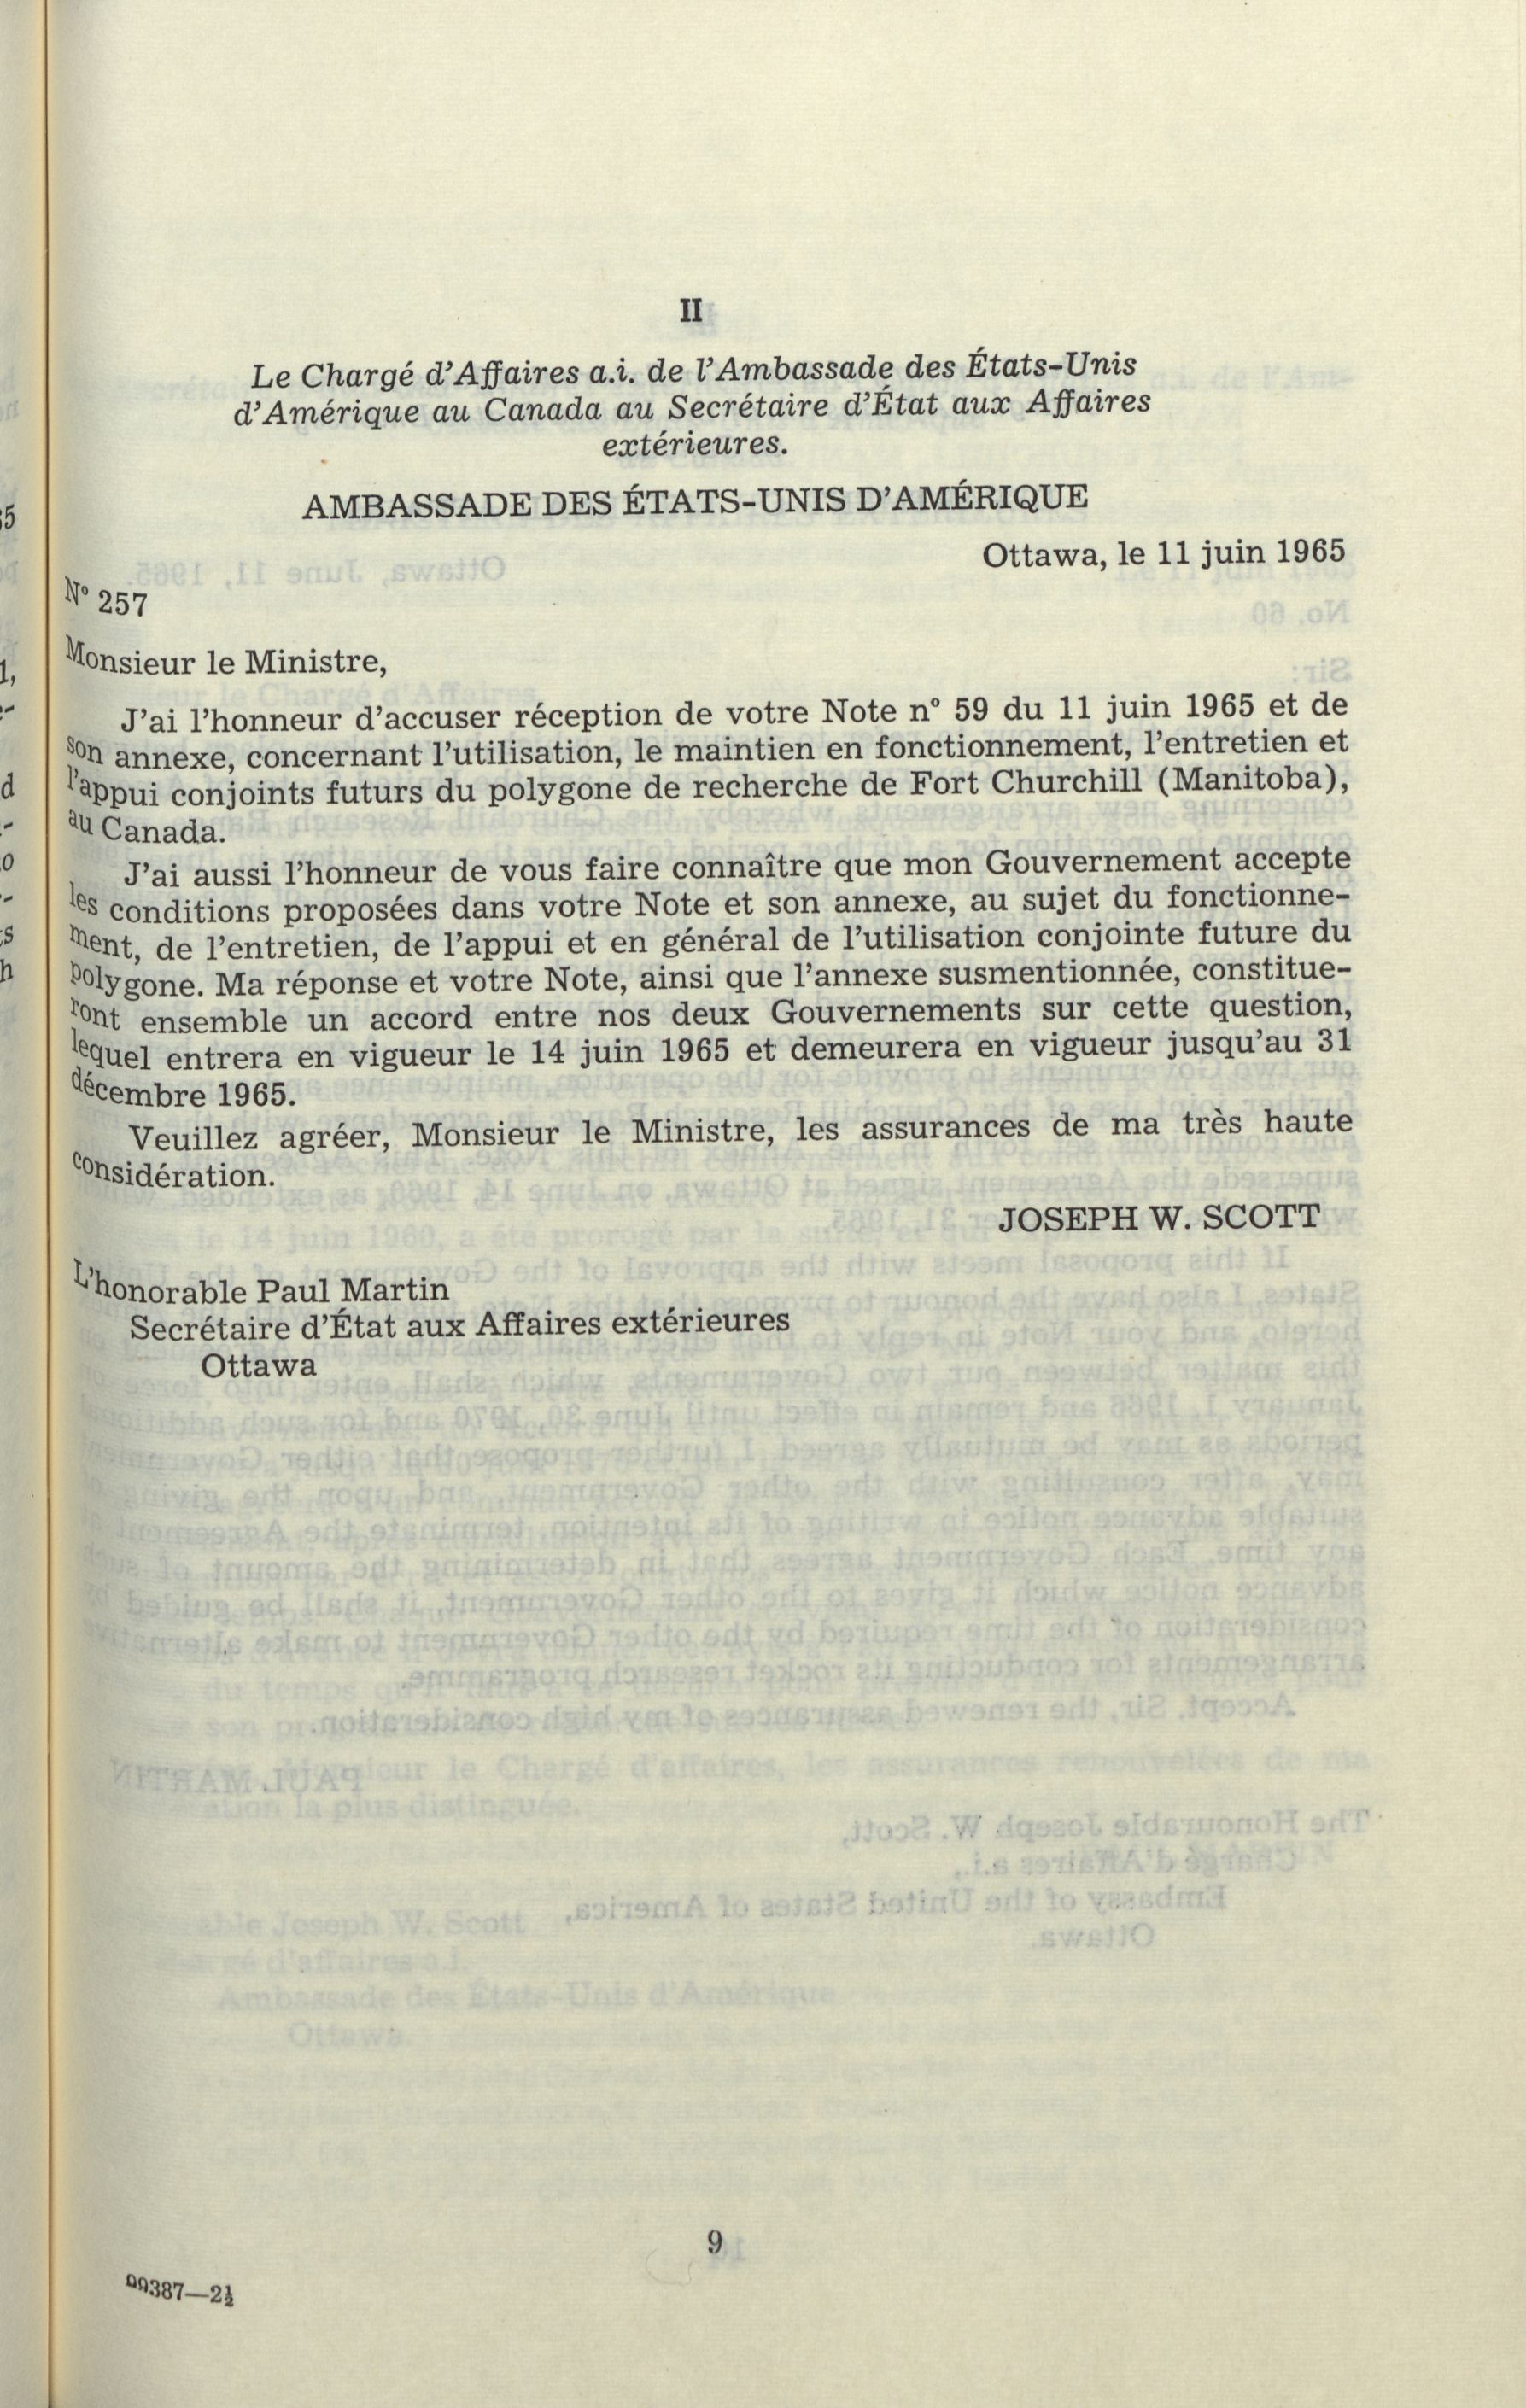 II
Le Chargé d'Affaires a.i. de l'Ambassade des États-Unis
d'Amérique au Canada au Secrétaire d'État aux Affaires
extérieures.
AMBASSADE DES ÉTATS-UNIS D'AMÉRIQUE
Ottawa, le 11 juin 1965
N° 257
Monsieur le Ministre,
J'ai l'honneur d'accuser réception de votre Note n° 59 du 11 juin 1965 et de
son annexe, concernant l'utilisation, le maintien en fonctionnement, l'entretien et
l'appui conjoints futurs du polygone de recherche de Fort Churchill (Manitoba),
au Canada.
J'ai aussi l'honneur de vous faire connaître que mon Gouvernement accepte
les conditions proposées dans votre Note et son annexe, au sujet du fonctionne-
ment, de l'entretien, de l'appui et en général de l'utilisation conjointe future du
polygone. Ma réponse et votre Note, ainsi que l'annexe susmentionnée, constitue-
ront ensemble un accord entre nos deux Gouvernements sur cette question,
lequel entrera en vigueur le 14 juin 1965 et demeurera en vigueur jusqu'au 31
décembre 1965.
Veuillez agréer, Monsieur le Ministre, les assurances de ma très haute
considération.
JOSEPH W. SCOTT
L'honorable Paul Martin
Secrétaire d'État aux Affaires extérieures
Ottawa
9
99387—2½